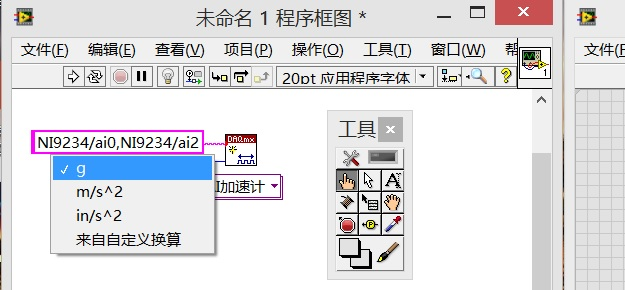 未命名 1 程序框图 *
文件(F) 编辑(E) 查看(V) 项目(P) 操作(O) 工具(T) 窗口(W)
文件(F)
20pt 应用程序字体
?
1
NI9234/ai0,NI9234/ai2
DAQmx
✓ g
加速计
m/s^2
in/s^2
来自自定义换算
工具
A